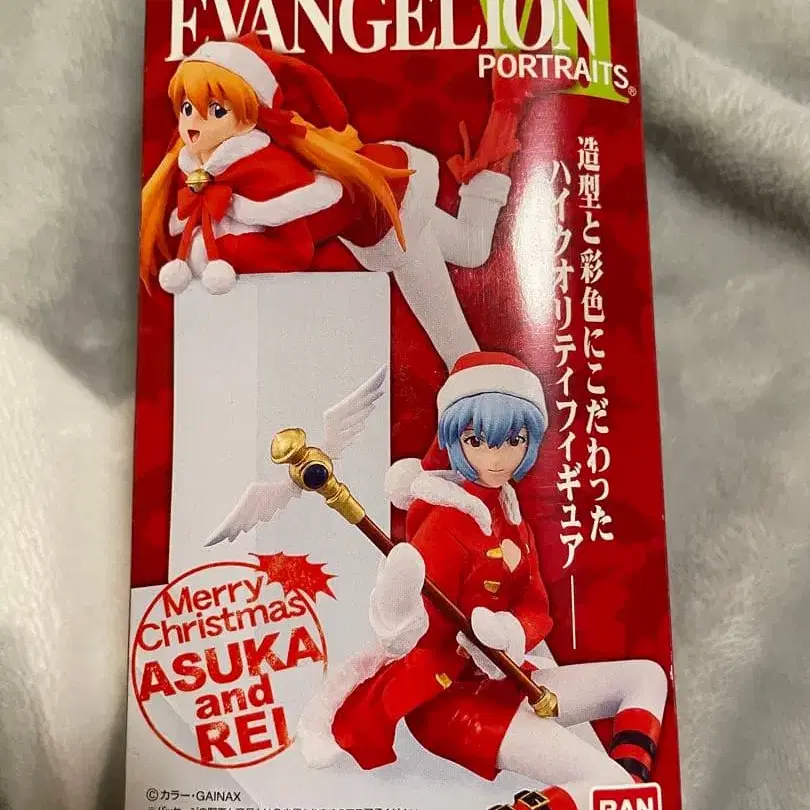 EVANGELION
PORTRAITS®
造型と彩色にこだわった
ハイクオリティフィギュア——
Merry
Christmas
ASUKA
and
REI
©カラー・GAINAX
BAN